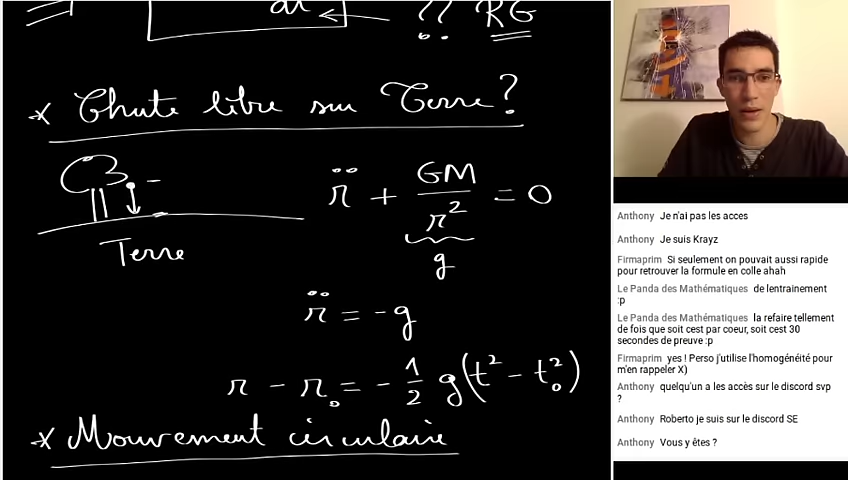 dr ?? RG
* Chute libre sur Terre ?
r̈ + GM/r² = 0
g
Terre
r̈ = -g
r - r₀ = - 1/2 g(t² - t₀²)
* Mouvement circulaire
Anthony Je n'ai pas les acces
Anthony Je suis Krayz
Firmaprim Si seulement on pouvait aussi rapide
pour retrouver la formule en colle ahah
Le Panda des Mathématiques de lentrainement
:p
Le Panda des Mathématiques la refaire tellement
de fois que soit cest par coeur, soit cest 30
secondes de preuve :p
Firmaprim yes ! Perso j'utilise l'homogénéité pour
m'en rappeler X)
Anthony quelqu'un a les accès sur le discord svp
?
Anthony Roberto je suis sur le discord SE
Anthony Vous y êtes ?